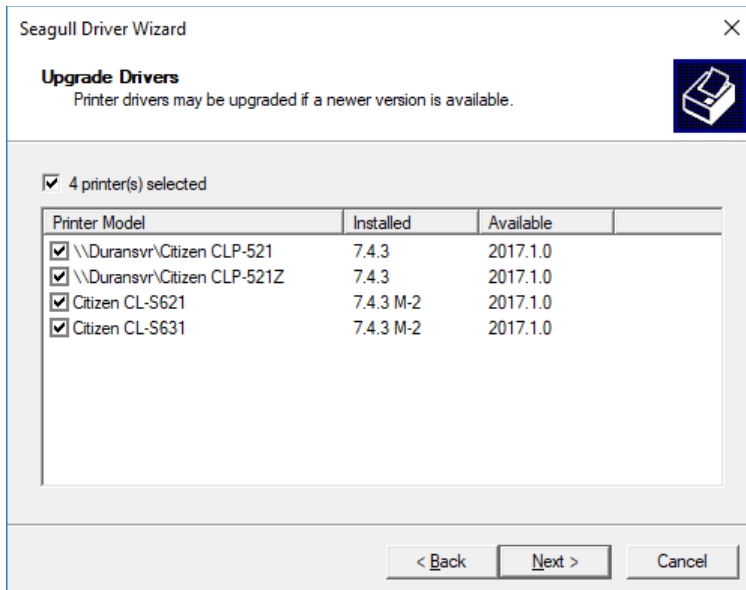 Seagull Driver Wizard
Upgrade Drivers
Printer drivers may be upgraded if a newer version is available.
4 printer(s) selected
Printer Model Installed Available
\\Duransvr\Citizen CLP-521 7.4.3 2017.1.0
\\Duransvr\Citizen CLP-521Z 7.4.3 2017.1.0
Citizen CL-S621 7.4.3 M-2 2017.1.0
Citizen CL-S631 7.4.3 M-2 2017.1.0
< Back Next > Cancel